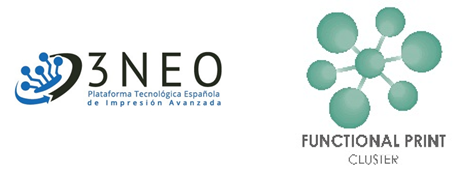 3NEO
Plataforma Tecnológica Española
de Impresión Avanzada
FUNCTIONAL PRINT
CLUSTER